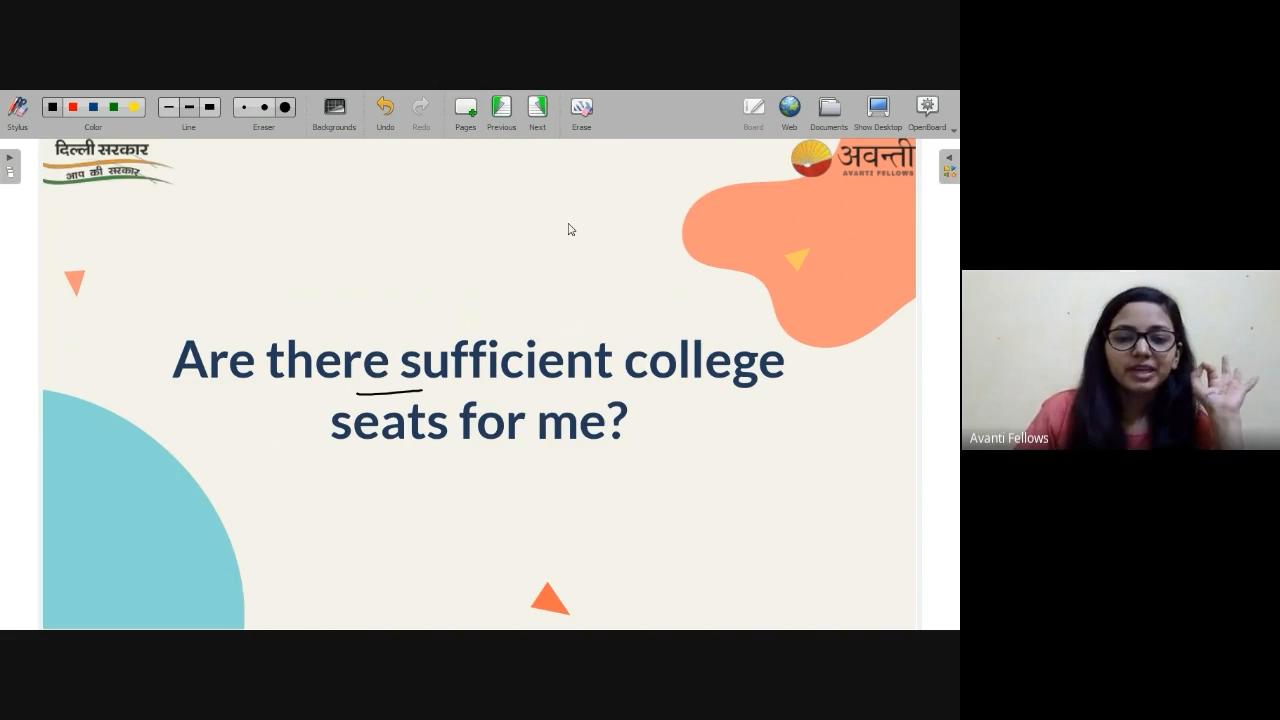 Stylus
Color
Line
Eraser
Backgrounds
Undo
Redo
Pages
Previous
Next
Erase
Board
Web
Documents
Show Desktop
OpenBoard
दिल्ली सरकार
आप की सरकार
अवन्ती
AVANTI FELLOWS
Are there sufficient college
seats for me?
Avanti Fellows